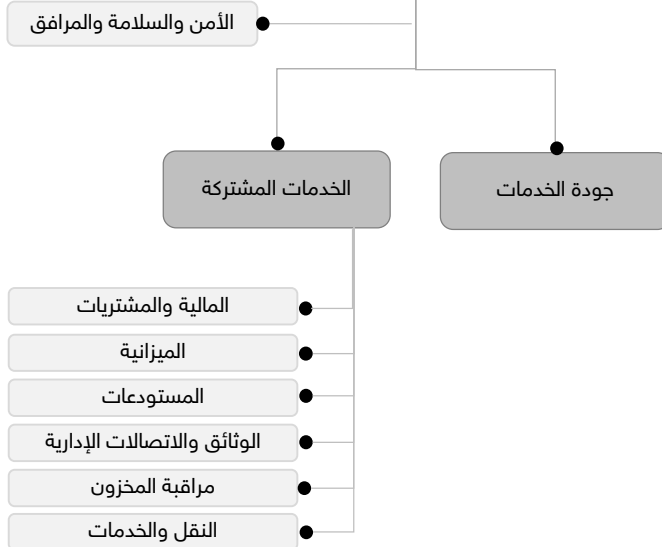 الأمن والسلامة والمرافق
جودة الخدمات
الخدمات المشتركة
المالية والمشتريات
الميزانية
المستودعات
الوثائق والاتصالات الإدارية
مراقبة المخزون
النقل والخدمات